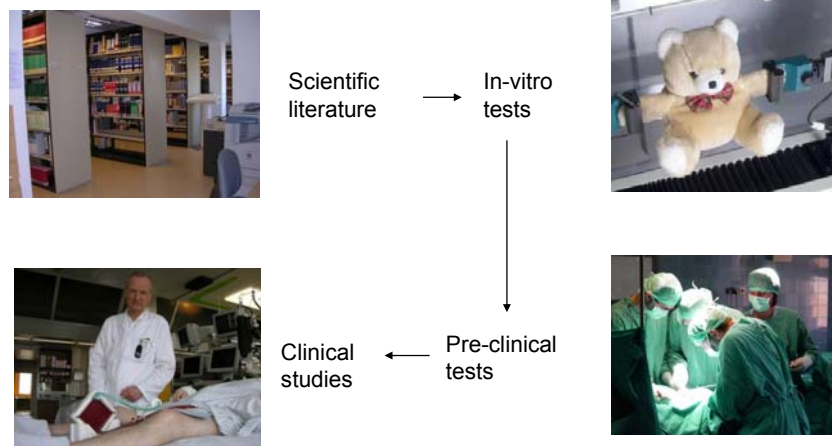 Scientific
literature
In-vitro
tests
Pre-clinical
tests
Clinical
studies